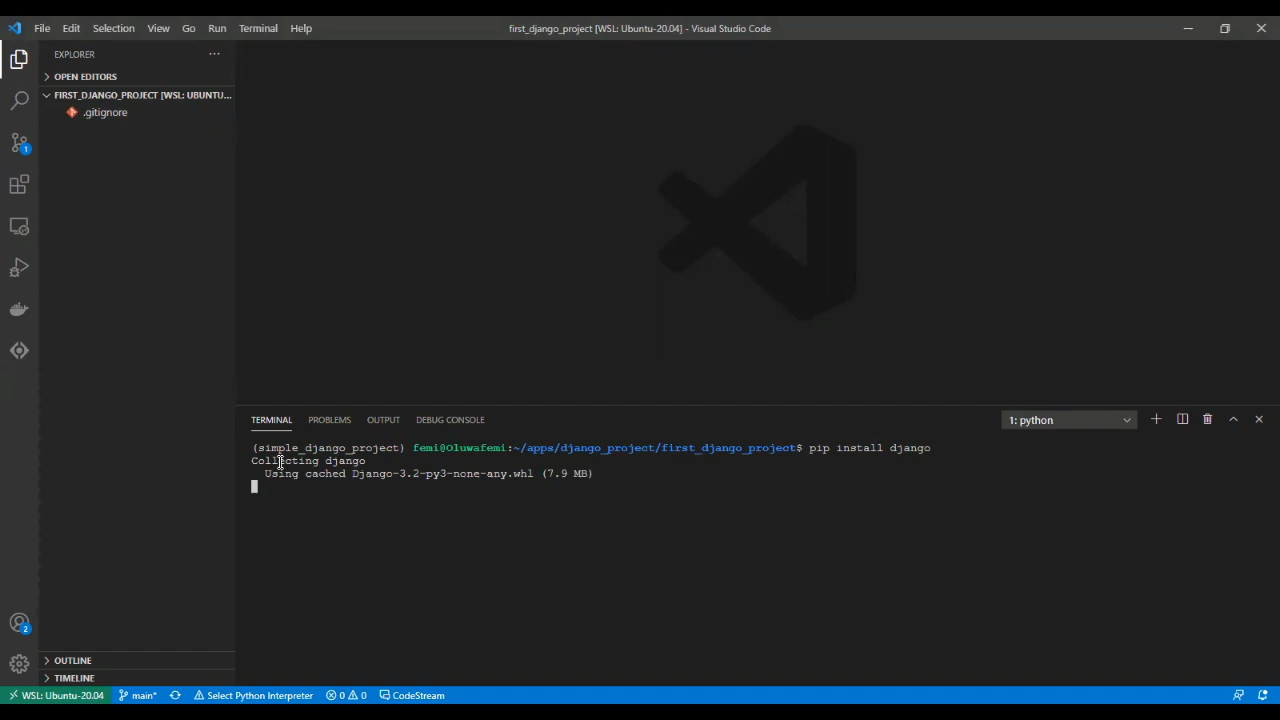 File Edit Selection View Go Run Terminal Help
first_django_project [WSL: Ubuntu-20.04] - Visual Studio Code
EXPLORER ...
OPEN EDITORS
FIRST_DJANGO_PROJECT [WSL: UBUNTU...
.gitignore
1
TERMINAL PROBLEMS OUTPUT DEBUG CONSOLE
1: python
(simple_django_project) femi@Oluwafemi:~/apps/django_project/first_django_project$ pip install django
Collecting django
Using cached Django-3.2-py3-none-any.whl (7.9 MB)
2
OUTLINE
TIMELINE
WSL: Ubuntu-20.04 main* Select Python Interpreter 0 0 CodeStream